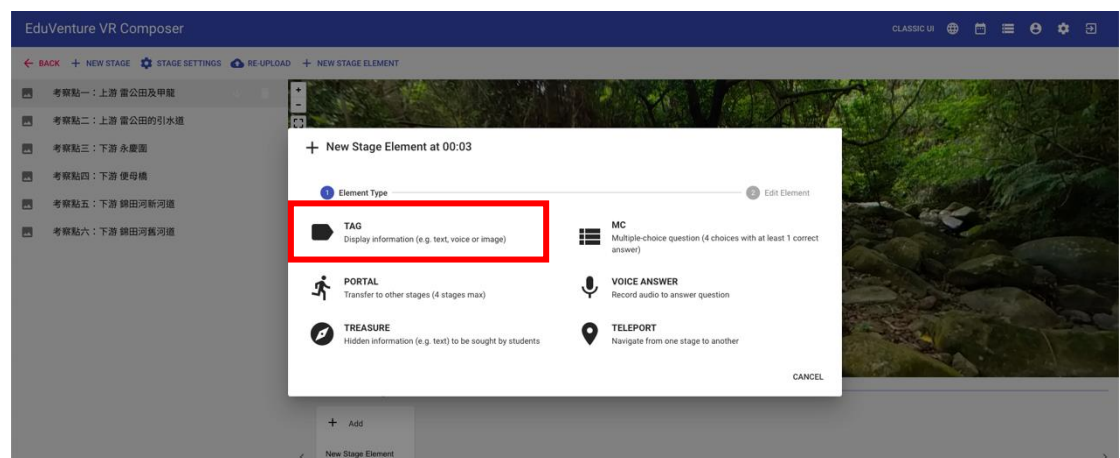 EduVenture VR Composer
CLASSIC UI
BACK + NEW STAGE STAGE SETTINGS RE-UPLOAD + NEW STAGE ELEMENT
考察點一：上游 雷公田及甲龍
考察點二：上游 雷公田的引水道
考察點三：下游 永慶圍
考察點四：下游 便母橋
考察點五：下游 錦田河新河道
考察點六：下游 錦田河舊河道
+
-
+ New Stage Element at 00:03
1 Element Type
2 Edit Element
TAG
Display information (e.g. text, voice or image)
MC
Multiple-choice question (4 choices with at least 1 correct
answer)
PORTAL
Transfer to other stages (4 stages max)
VOICE ANSWER
Record audio to answer question
TREASURE
Hidden information (e.g. text) to be sought by students
TELEPORT
Navigate from one stage to another
CANCEL
+ Add
New Stage Element